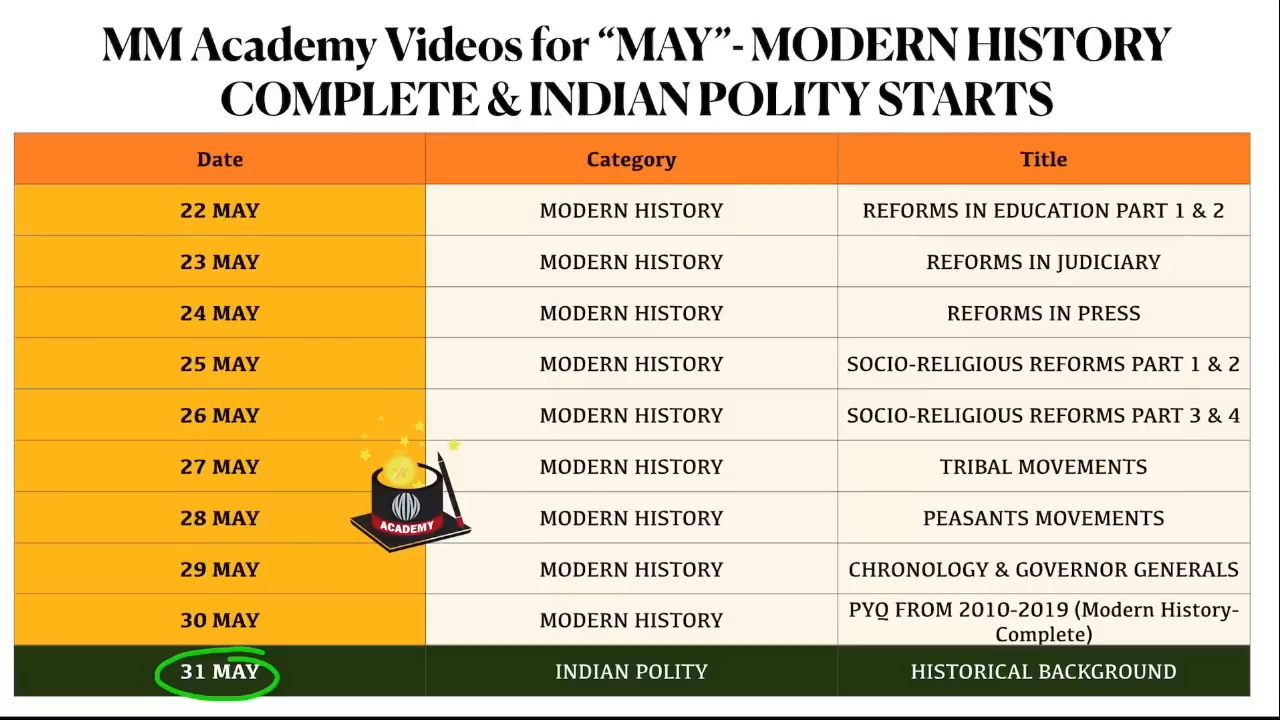 MM Academy Videos for “MAY”- MODERN HISTORY
COMPLETE & INDIAN POLITY STARTS
Date Category Title
22 MAY MODERN HISTORY REFORMS IN EDUCATION PART 1 & 2
23 MAY MODERN HISTORY REFORMS IN JUDICIARY
24 MAY MODERN HISTORY REFORMS IN PRESS
25 MAY MODERN HISTORY SOCIO-RELIGIOUS REFORMS PART 1 & 2
26 MAY MODERN HISTORY SOCIO-RELIGIOUS REFORMS PART 3 & 4
27 MAY MODERN HISTORY TRIBAL MOVEMENTS
ACADEMY
28 MAY MODERN HISTORY PEASANTS MOVEMENTS
29 MAY MODERN HISTORY CHRONOLOGY & GOVERNOR GENERALS
30 MAY MODERN HISTORY PYQ FROM 2010-2019 (Modern History-
Complete)
31 MAY INDIAN POLITY HISTORICAL BACKGROUND